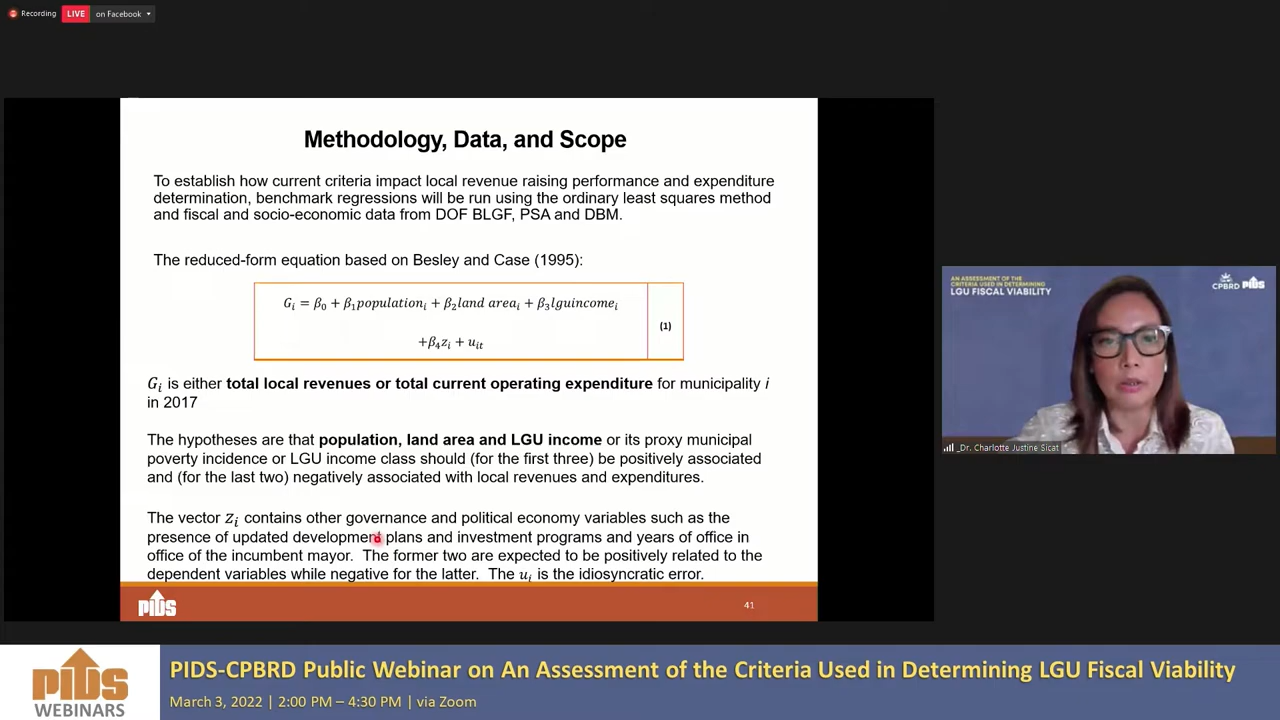 Recording LIVE on Facebook
Methodology, Data, and Scope
To establish how current criteria impact local revenue raising performance and expenditure
determination, benchmark regressions will be run using the ordinary least squares method
and fiscal and socio-economic data from DOF BLGF, PSA and DBM.
The reduced-form equation based on Besley and Case (1995):
Gᵢ = β₀ + β₁populationᵢ + β₂land areaᵢ + β₃lguincomeᵢ
+β₄zᵢ + uᵢₜ
(1)
Gᵢ is either total local revenues or total current operating expenditure for municipality i
in 2017
The hypotheses are that population, land area and LGU income or its proxy municipal
poverty incidence or LGU income class should (for the first three) be positively associated
and (for the last two) negatively associated with local revenues and expenditures.
The vector zᵢ contains other governance and political economy variables such as the
presence of updated development plans and investment programs and years of office in
office of the incumbent mayor. The former two are expected to be positively related to the
dependent variables while negative for the latter. The uᵢ is the idiosyncratic error.
PIDS
41
AN ASSESSMENT OF THE
CRITERIA USED IN DETERMINING
LGU FISCAL VIABILITY
CPBRD PIDS
_Dr. Charlotte Justine Sicat
PIDS
WEBINARS
PIDS-CPBRD Public Webinar on An Assessment of the Criteria Used in Determining LGU Fiscal Viability
March 3, 2022 | 2:00 PM – 4:30 PM | via Zoom